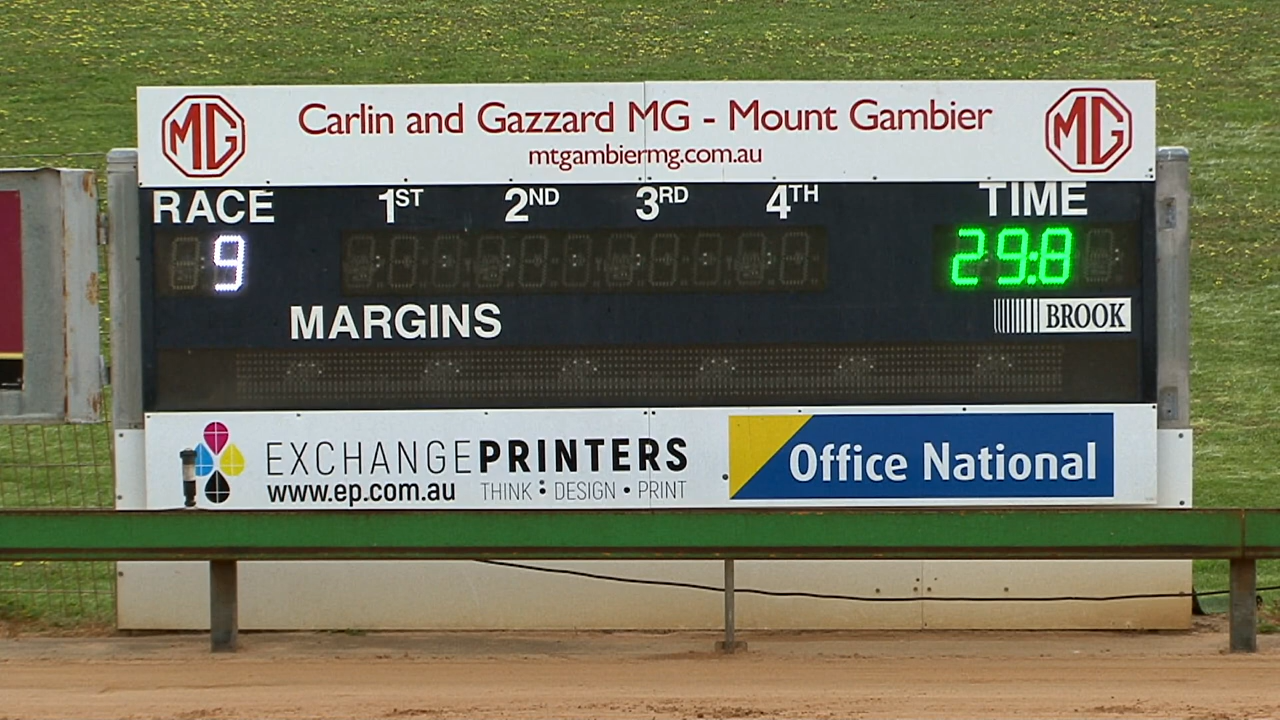 MG Carlin and Gazzard MG - Mount Gambier MG
mtgambiermg.com.au
RACE 1ST 2ND 3RD 4TH TIME
9 29:8
MARGINS BROOK
EXCHANGEPRINTERS
www.ep.com.au THINK • DESIGN • PRINT
Office National